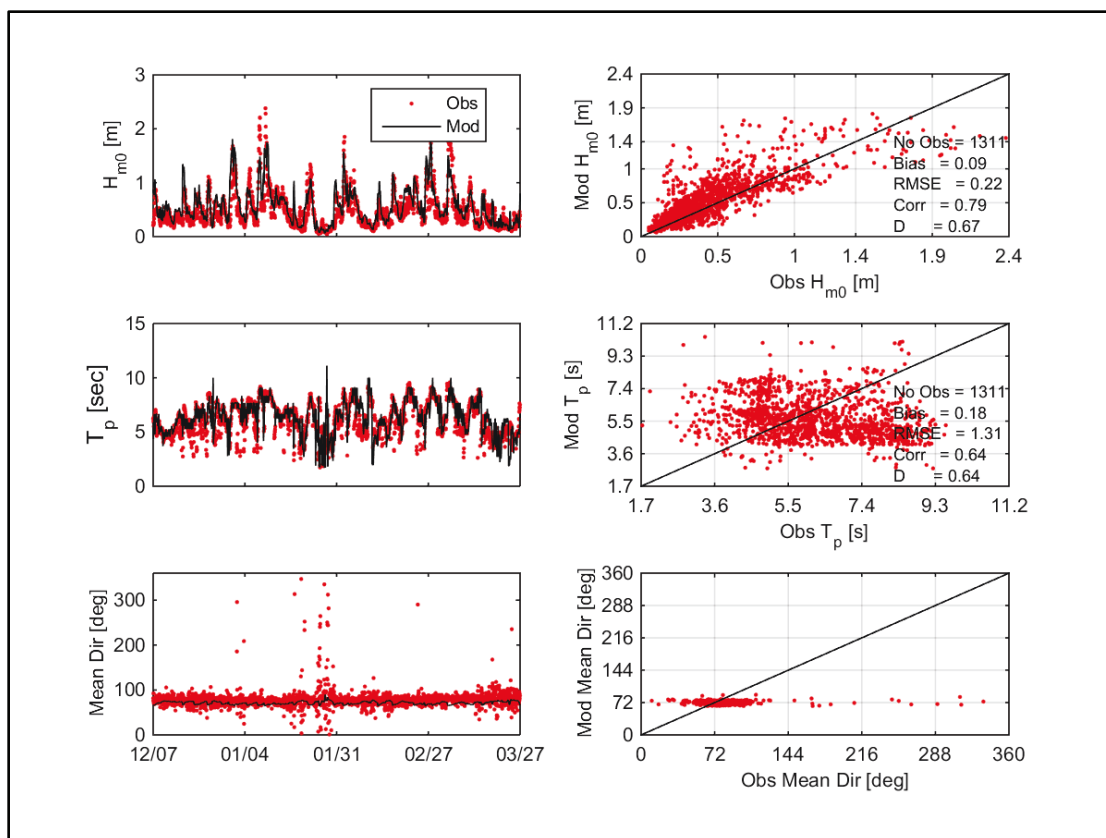 3
2
1
0
H_m0 [m]
Obs
Mod
2.4
1.9
1.4
1
0.5
0
Mod H_m0 [m]
No Obs = 1311
Bias = 0.09
RMSE = 0.22
Corr = 0.79
D = 0.67
0 0.5 1 1.4 1.9 2.4
Obs H_m0 [m]
15
10
5
0
T_p [sec]
11.2
9.3
7.4
5.5
3.6
1.7
Mod T_p [s]
No Obs = 1311
Bias = 0.18
RMSE = 1.31
Corr = 0.64
D = 0.64
1.7 3.6 5.5 7.4 9.3 11.2
Obs T_p [s]
300
200
100
0
Mean Dir [deg]
12/07 01/04 01/31 02/27 03/27
360
288
216
144
72
0
Mod Mean Dir [deg]
0 72 144 216 288 360
Obs Mean Dir [deg]